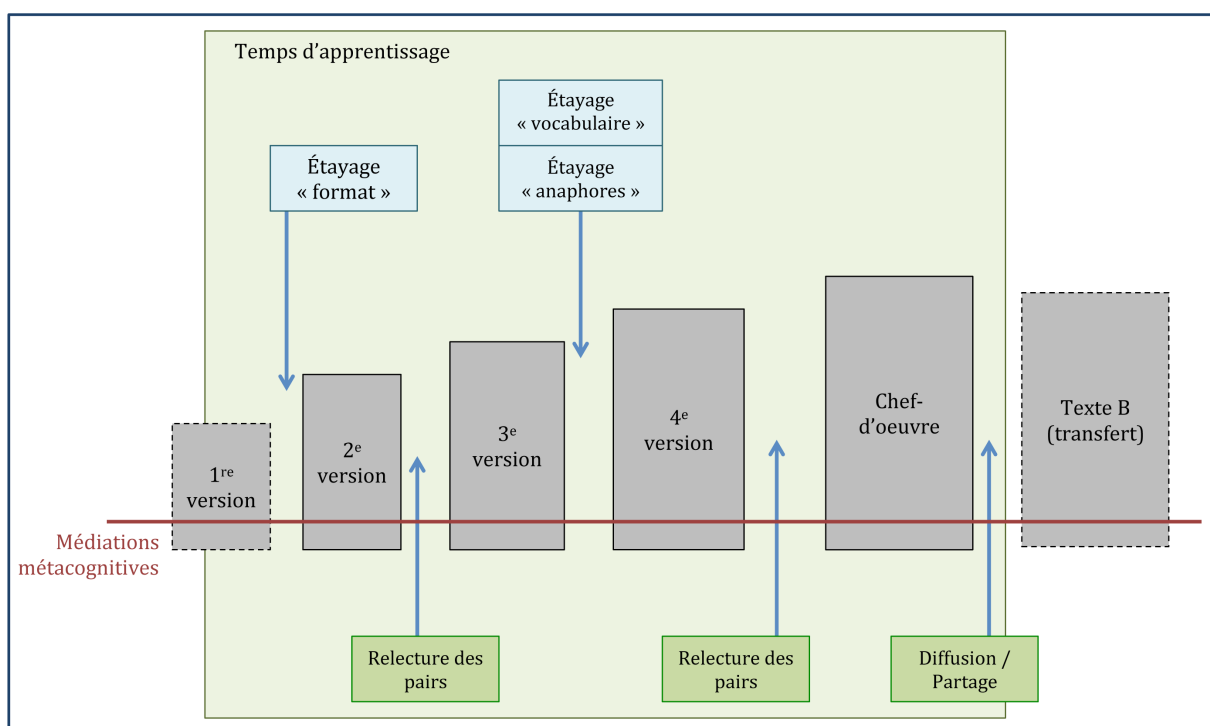 Temps d’apprentissage
Étayage
« vocabulaire »
Étayage
« format »
Étayage
« anaphores »
1re
version
2e
version
3e
version
4e
version
Chef-
d’oeuvre
Texte B
(transfert)
Médiations
métacognitives
Relecture des
pairs
Relecture des
pairs
Diffusion /
Partage